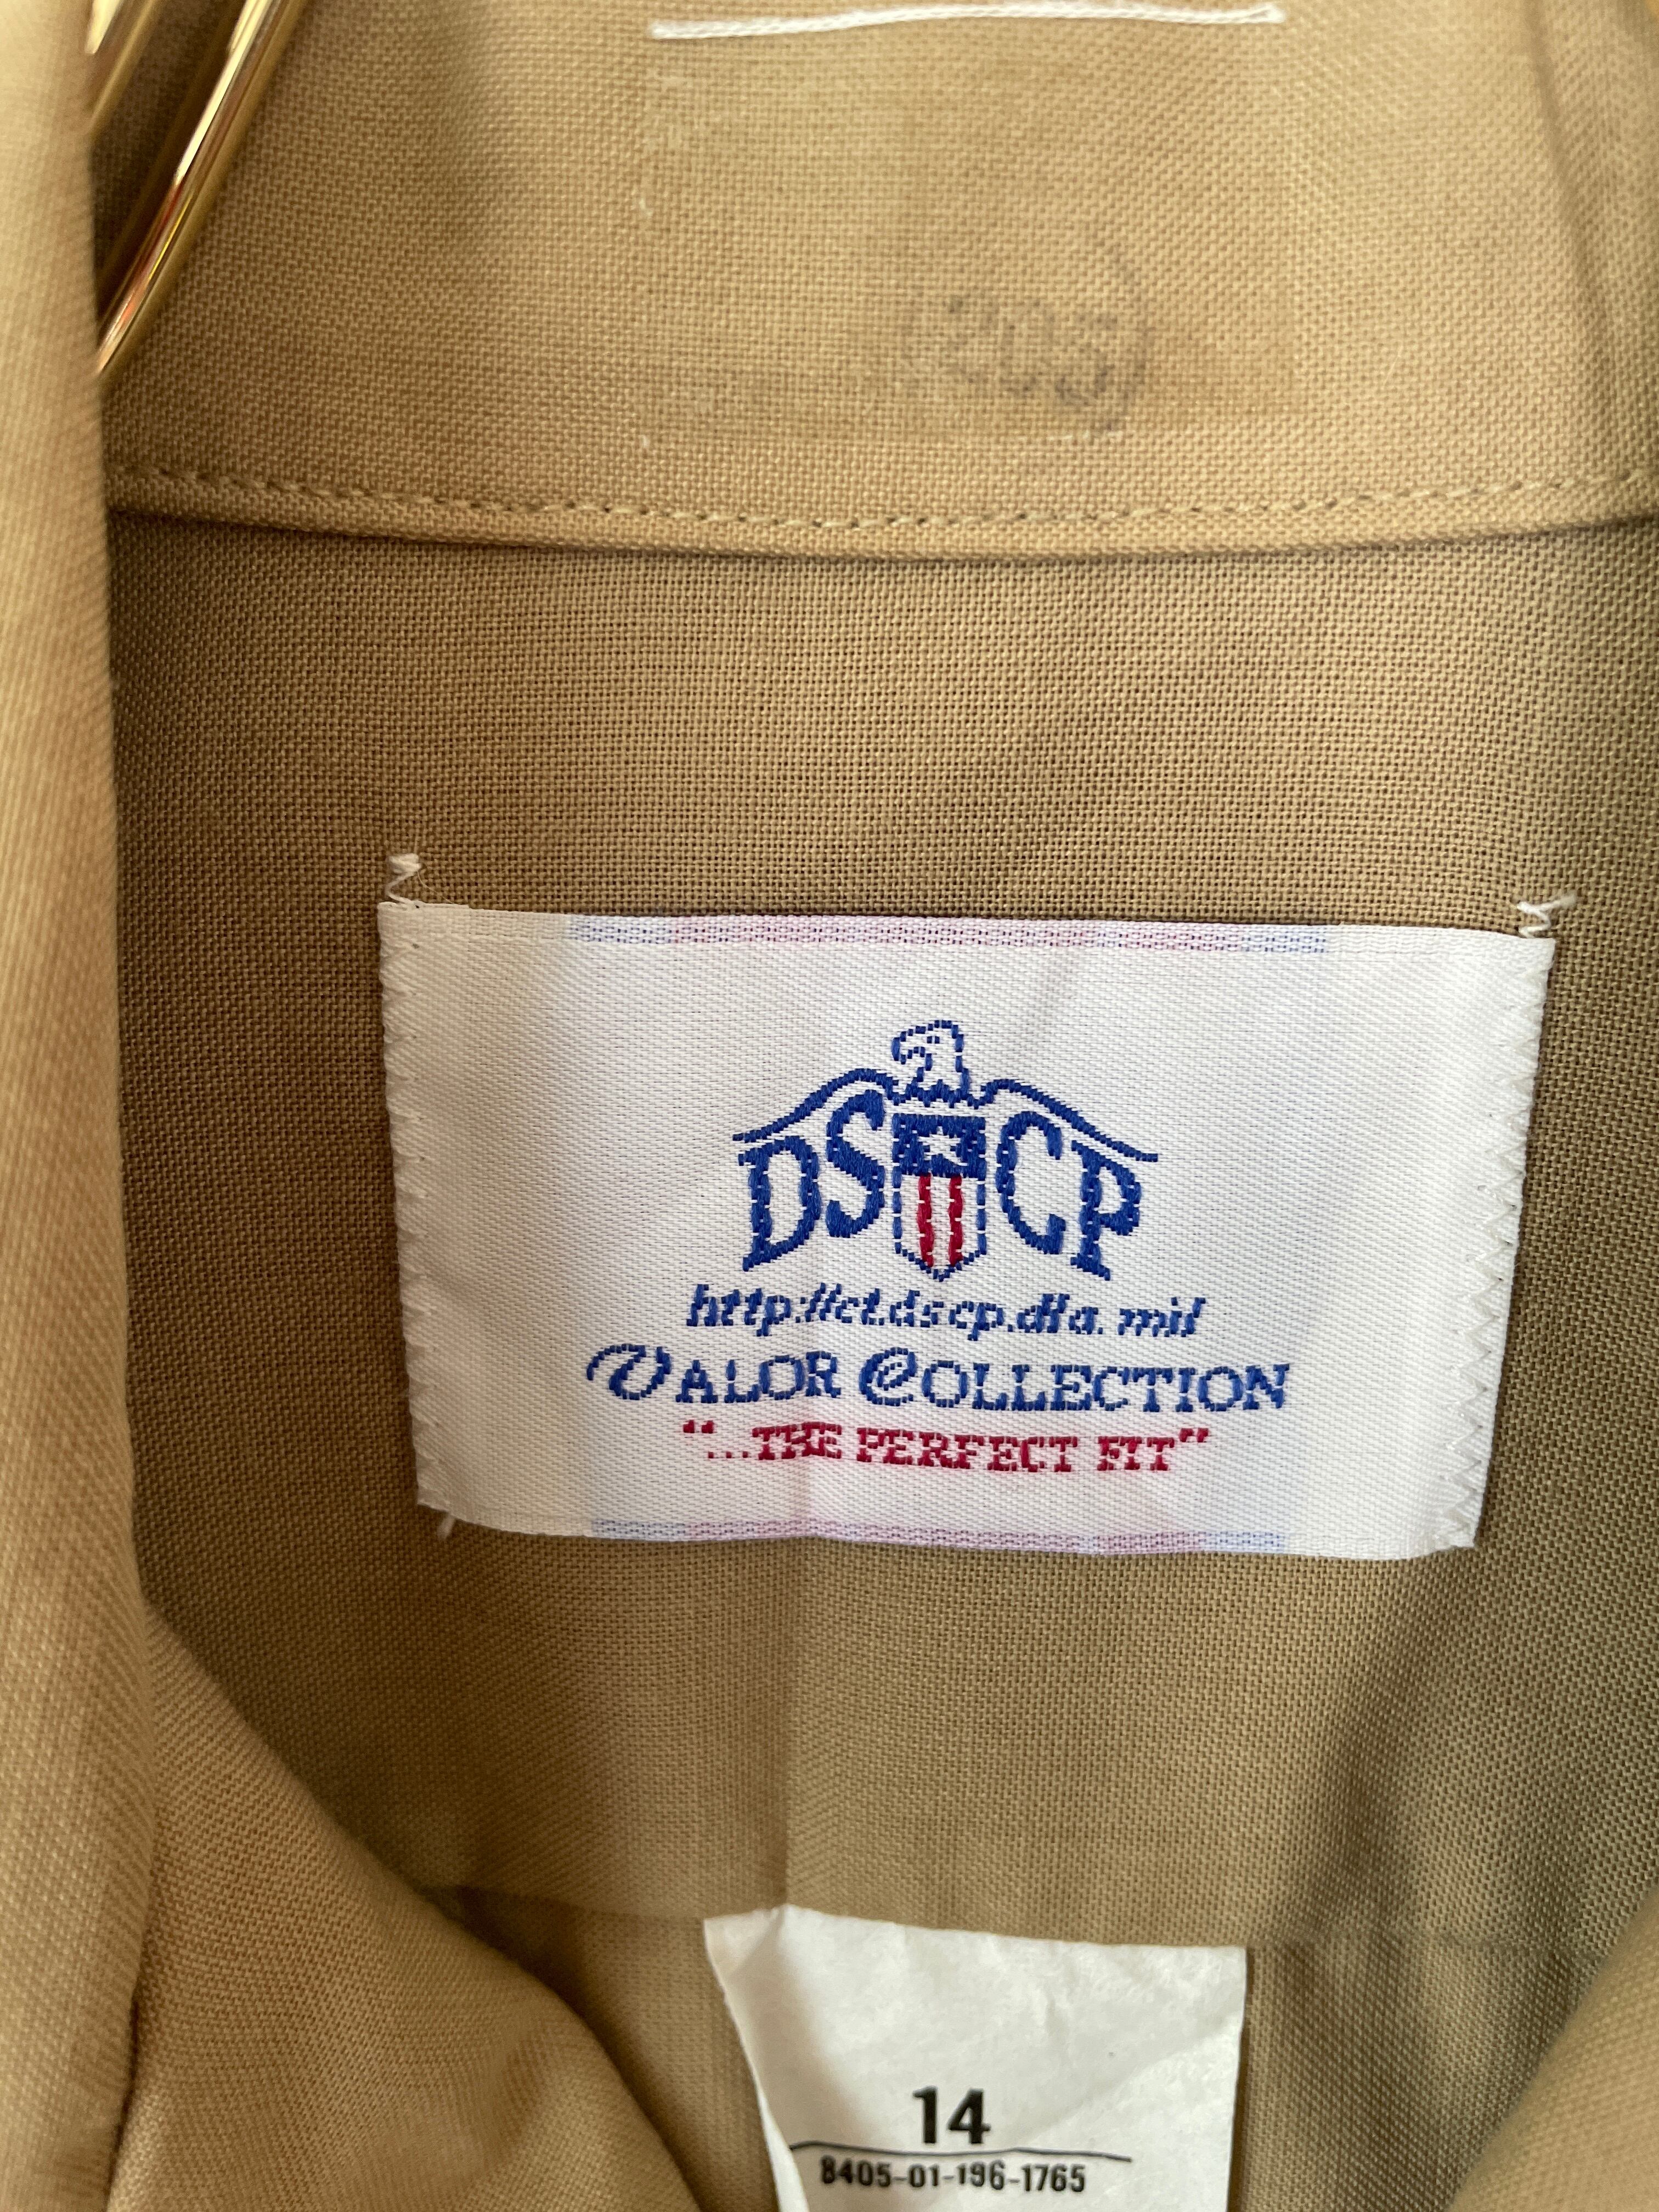 DSCP
http://ct.dscp.dla.mil
VALOR COLLECTION
"...THE PERFECT FIT"
14
8405-01-196-1765